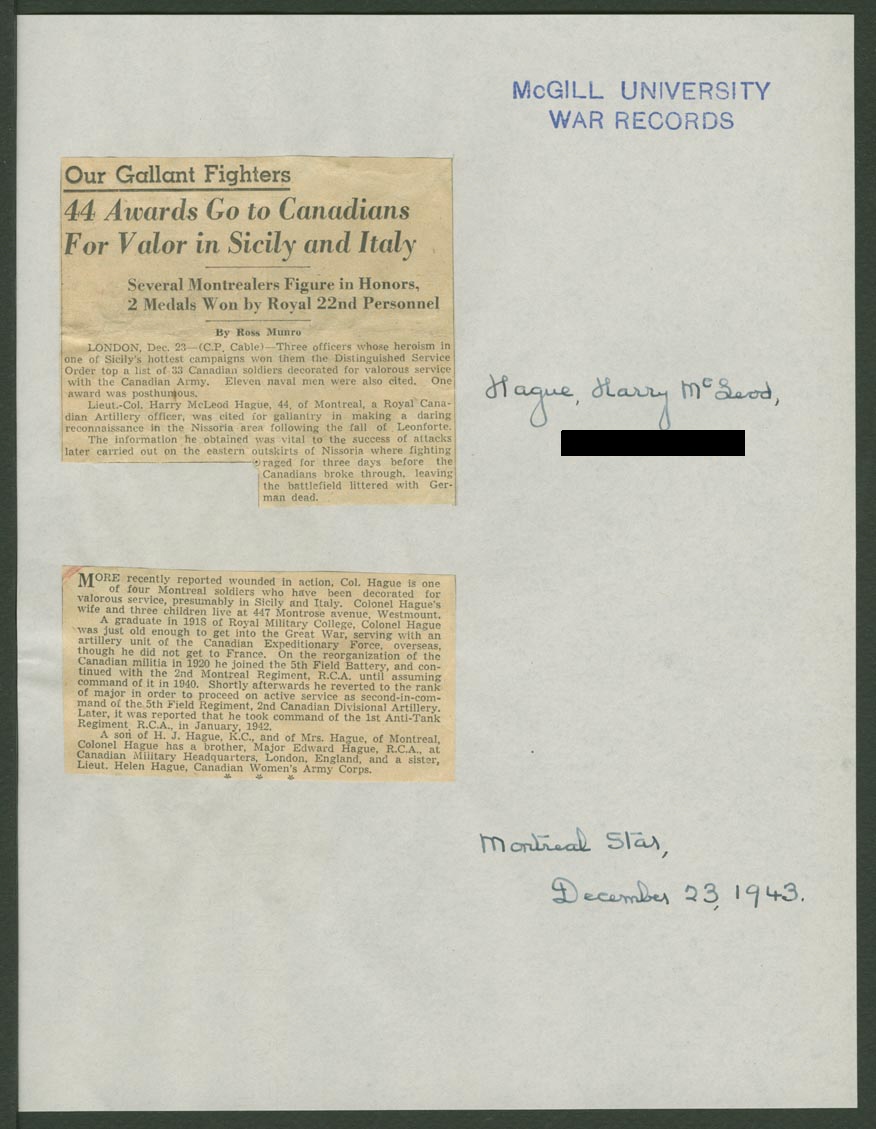 McGILL UNIVERSITY
WAR RECORDS
Our Gallant Fighters
44 Awards Go to Canadians
For Valor in Sicily and Italy
Several Montrealers Figure in Honors,
2 Medals Won by Royal 22nd Personnel
By Ross Munro
LONDON, Dec. 23—(C.P. Cable)—Three officers whose heroism in
one of Sicily's hottest campaigns won them the Distinguished Service
Order top a list of 33 Canadian soldiers decorated for valorous service
with the Canadian Army. Eleven naval men were also cited. One
award was posthumous.
Lieut.-Col. Harry McLeod Hague, 44, of Montreal, a Royal Cana-
dian Artillery officer, was cited for gallantry in making a daring
reconnaissance in the Nissoria area following the fall of Leonforte.
The information he obtained was vital to the success of attacks
later carried out on the eastern outskirts of Nissoria where fighting
raged for three days before the
Canadians broke through, leaving
the battlefield littered with Ger-
man dead.
Hague, Harry McLeod,
MORE recently reported wounded in action, Col. Hague is one
of four Montreal soldiers who have been decorated for
valorous service, presumably in Sicily and Italy. Colonel Hague's
wife and three children live at 447 Montrose avenue, Westmount.
A graduate in 1918 of Royal Military College, Colonel Hague
was just old enough to get into the Great War, serving with an
artillery unit of the Canadian Expeditionary Force, overseas,
though he did not get to France. On the reorganization of the
Canadian militia in 1920 he joined the 5th Field Battery, and con-
tinued with the 2nd Montreal Regiment, R.C.A. until assuming
command of it in 1940. Shortly afterwards he reverted to the rank
of major in order to proceed on active service as second-in-com-
mand of the 5th Field Regiment, 2nd Canadian Divisional Artillery.
Later, it was reported that he took command of the 1st Anti-Tank
Regiment, R.C.A., in January, 1942.
A son of H. J. Hague, K.C., and of Mrs. Hague, of Montreal,
Colonel Hague has a brother, Major Edward Hague, R.C.A., at
Canadian Military Headquarters, London, England, and a sister,
Lieut. Helen Hague, Canadian Women's Army Corps.
* * *
Montreal Star,
December 23, 1943.